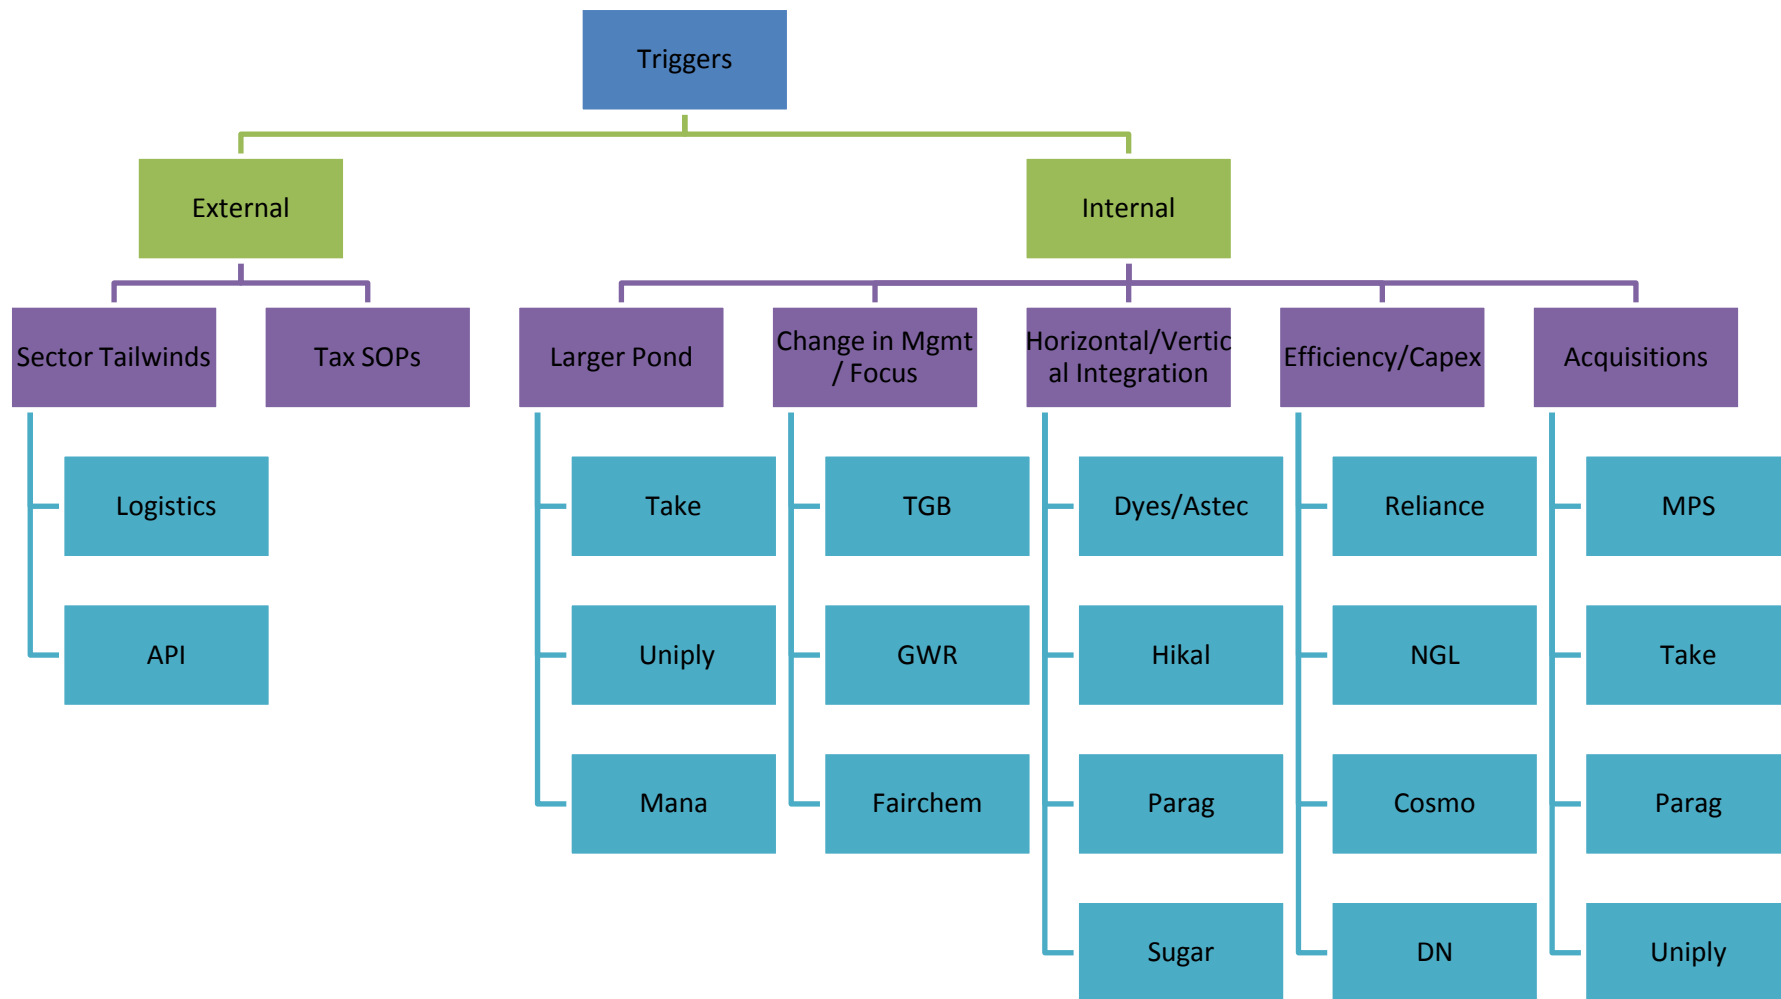 Triggers
External
Internal
Sector Tailwinds
Tax SOPs
Larger Pond
Change in Mgmt
/ Focus
Horizontal/Vertic
al Integration
Efficiency/Capex
Acquisitions
Logistics
API
Take
Uniply
Mana
TGB
GWR
Fairchem
Dyes/Astec
Hikal
Parag
Sugar
Reliance
NGL
Cosmo
DN
MPS
Take
Parag
Uniply